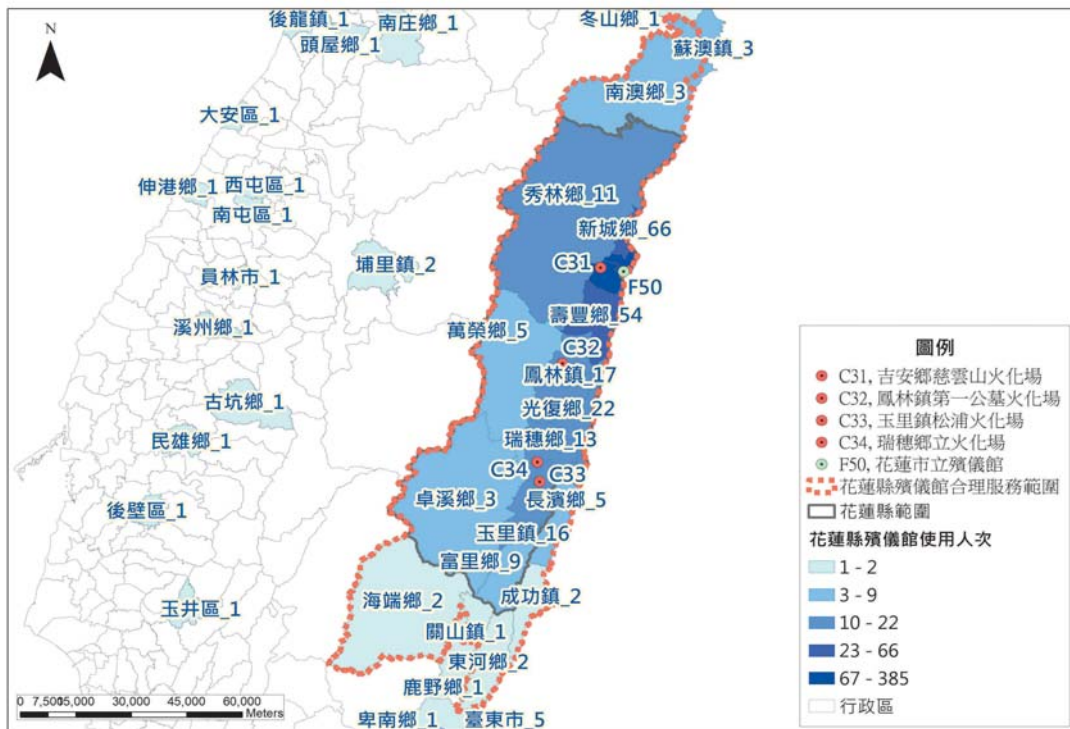 後龍鎮_1
南庄鄉_1
頭屋鄉_1
冬山鄉_1
蘇澳鎮_3
N
南澳鄉_3
大安區_1
伸港鄉_1
西屯區_1
南屯區_1
秀林鄉_11
新城鄉_66
埔里鎮_2
C31
F50
員林市_1
溪州鄉_1
壽豐鄉_54
萬榮鄉_5
C32
鳳林鎮_17
古坑鄉_1
光復鄉_22
民雄鄉_1
瑞穗鄉_13
C34
C33
卓溪鄉_3
長濱鄉_5
後壁區_1
玉里鎮_16
富里鄉_9
玉井區_1
海端鄉_2
成功鎮_2
關山鎮_1
東河鄉_2
鹿野鄉_1
卑南鄉_1
臺東市_5
0 7,500 15,000 30,000 45,000 60,000
Meters
圖例
C31, 吉安鄉慈雲山火化場
C32, 鳳林鎮第一公墓火化場
C33, 玉里鎮松浦火化場
C34, 瑞穗鄉立火化場
F50, 花蓮市立殯儀館
花蓮縣殯儀館合理服務範圍
花蓮縣範圍
花蓮縣殯儀館使用人次
1 - 2
3 - 9
10 - 22
23 - 66
67 - 385
行政區